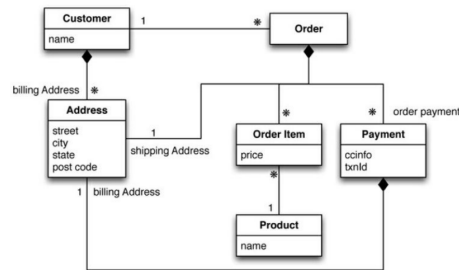 Customer
name
1
*
Order
billing Address
*
Address
street
city
state
post code
1
shipping Address
*
Order Item
price
*
order payment
Payment
ccinfo
txnId
1
billing Address
*
1
Product
name